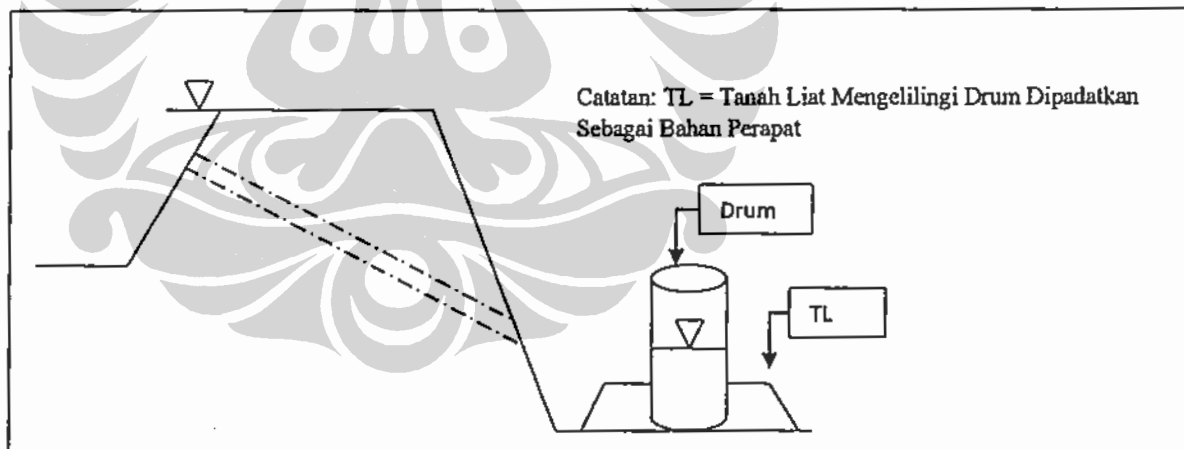 Catatan: TL = Tanah Liat Mengelilingi Drum Dipadatkan
Sebagai Bahan Perapat
Drum
TL